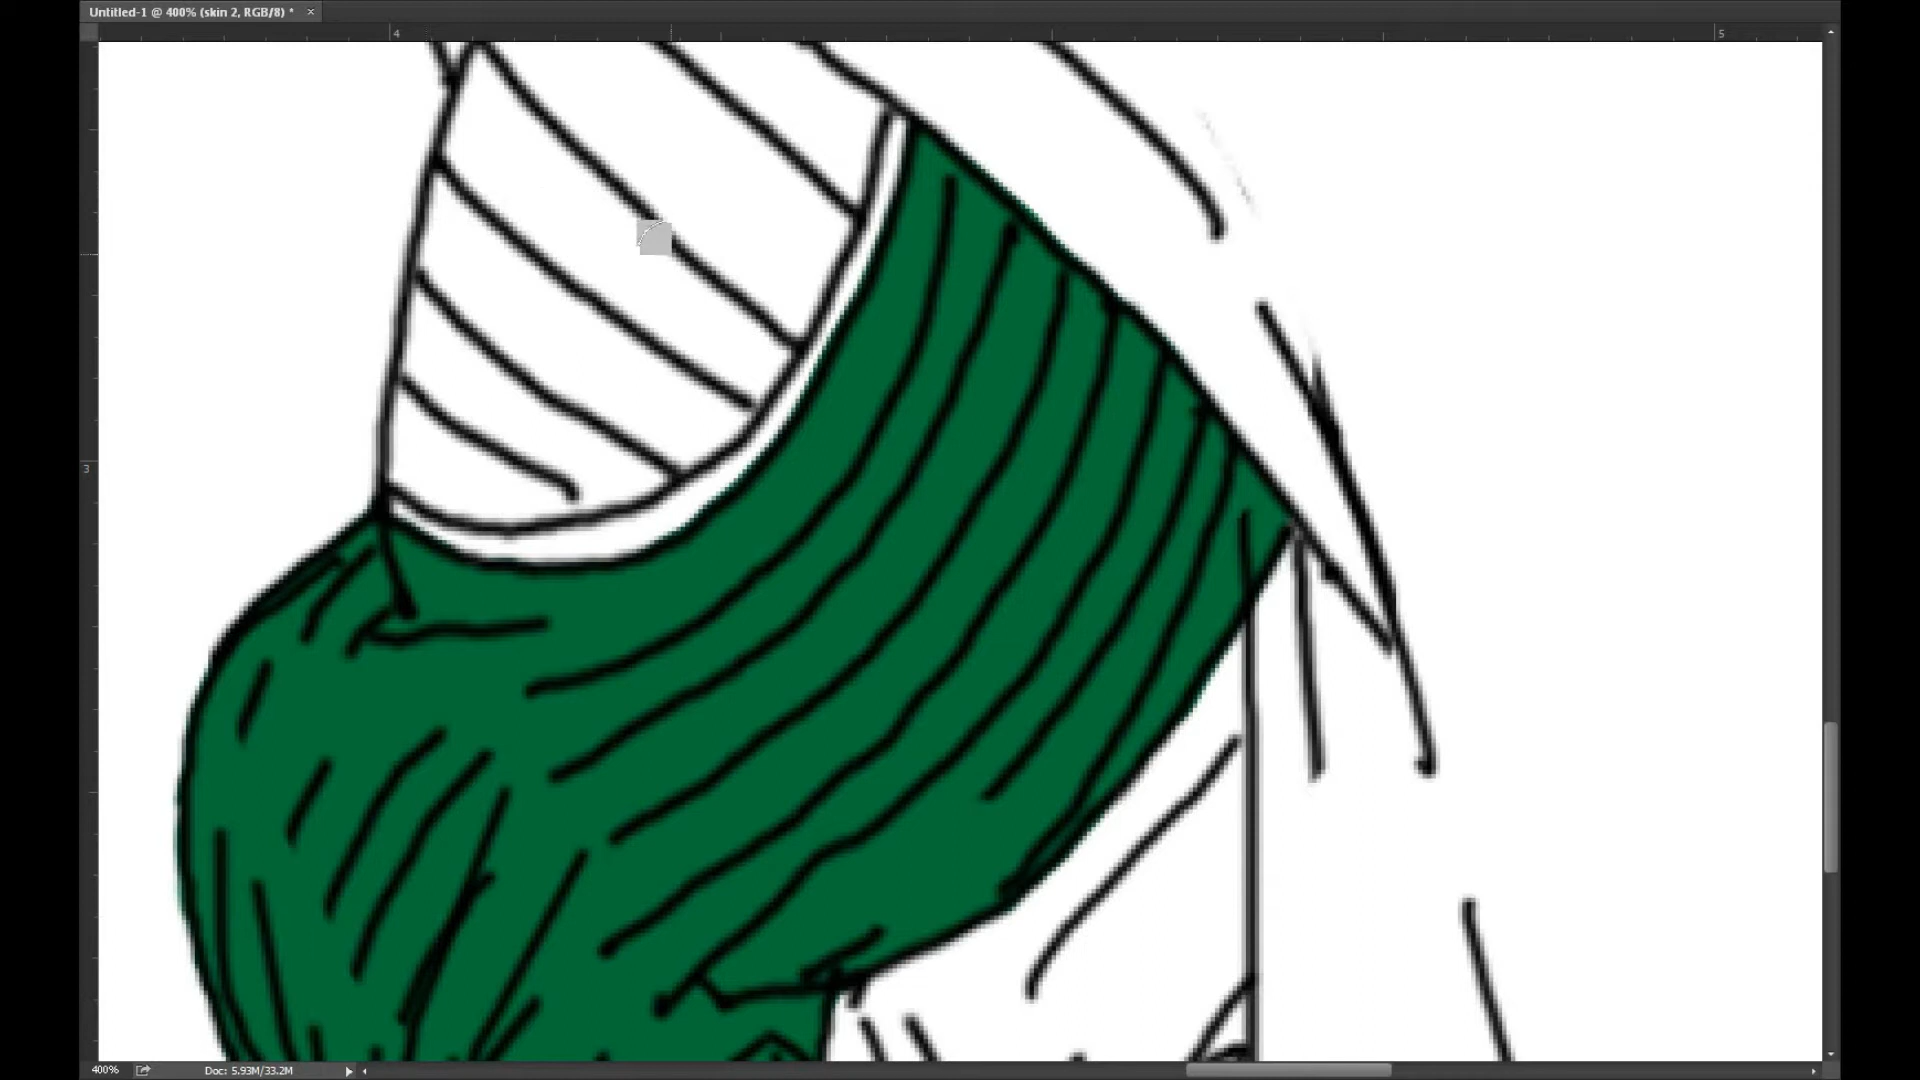 Untitled-1 @ 400% (skin 2, RGB/8) *
4
5
3
400%
Doc: 5.93M/33.2M